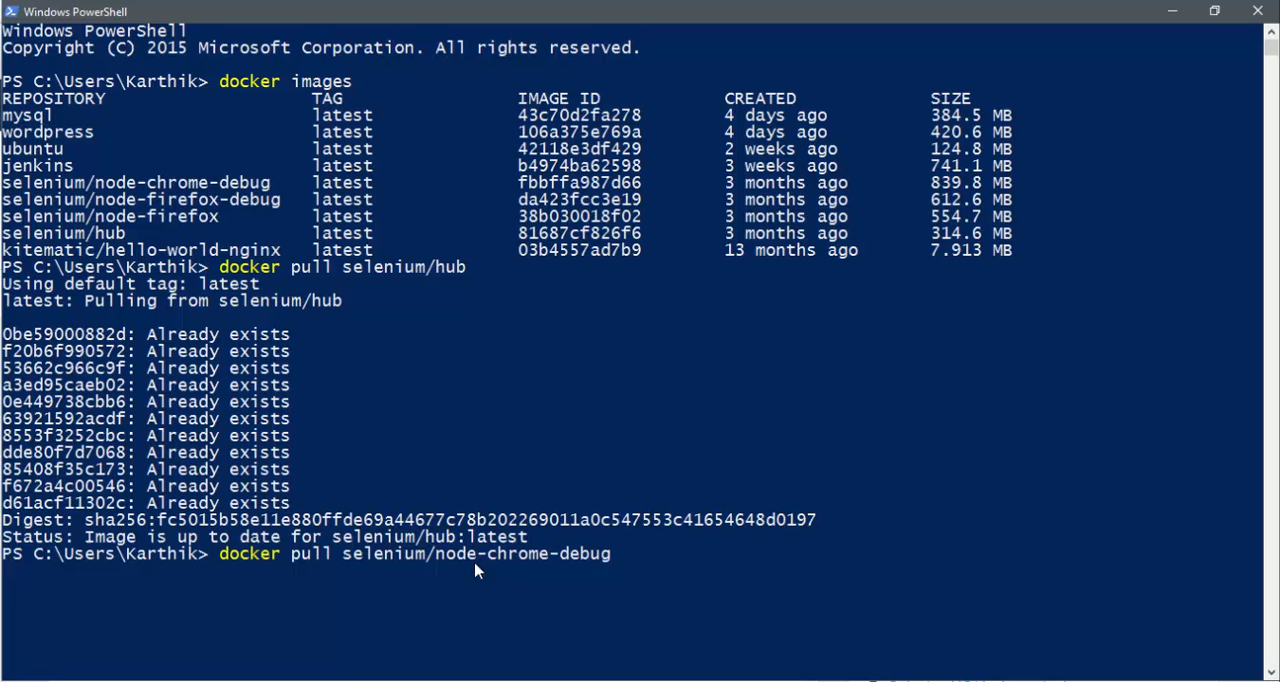 Windows PowerShell
Windows PowerShell
Copyright (C) 2015 Microsoft Corporation. All rights reserved.
PS C:\Users\Karthik> docker images
REPOSITORY TAG IMAGE ID CREATED SIZE
mysql latest 43c70d2fa278 4 days ago 384.5 MB
wordpress latest 106a375e769a 4 days ago 420.6 MB
ubuntu latest 42118e3df429 2 weeks ago 124.8 MB
jenkins latest b4974ba62598 3 weeks ago 741.1 MB
selenium/node-chrome-debug latest fbbffa987d66 3 months ago 839.8 MB
selenium/node-firefox-debug latest da423fcc3e19 3 months ago 612.6 MB
selenium/node-firefox latest 38b030018f02 3 months ago 554.7 MB
selenium/hub latest 81687cf826f6 3 months ago 314.6 MB
kitematic/hello-world-nginx latest 03b4557ad7b9 13 months ago 7.913 MB
PS C:\Users\Karthik> docker pull selenium/hub
Using default tag: latest
latest: Pulling from selenium/hub
0be59000882d: Already exists
f20b6f990572: Already exists
53662c966c9f: Already exists
a3ed95caeb02: Already exists
0e449738cbb6: Already exists
63921592acdf: Already exists
8553f3252cbc: Already exists
dde80f7d7068: Already exists
85408f35c173: Already exists
f672a4c00546: Already exists
d61acf11302c: Already exists
Digest: sha256:fc5015b58e11e880ffde69a44677c78b202269011a0c547553c41654648d0197
Status: Image is up to date for selenium/hub:latest
PS C:\Users\Karthik> docker pull selenium/node-chrome-debug